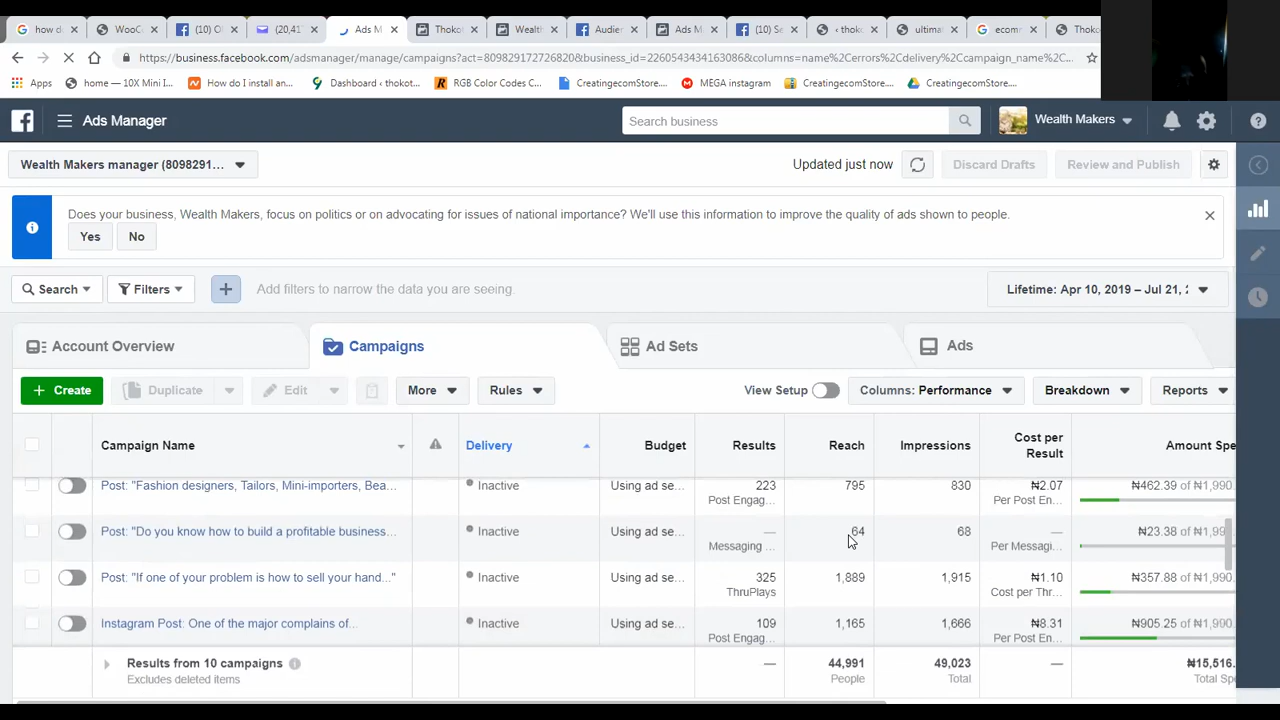 how d
WooC
(10) O
(20,41
Ads M
Thoko
Wealth
Audier
Ads M
(10) Se
‹ thok
ultima
ecom
Thok
https://business.facebook.com/adsmanager/manage/campaigns?act=809829172726820&business_id=2260543434163086&columns=name%2Cerrors%2Cdelivery%2Ccampaign_name%2C...
Apps
home — 10X Mini I...
How do I install an...
Dashboard ‹ thokot...
RGB Color Codes C...
CreatingecomStore....
MEGA instagram
CreatingecomStore....
CreatingecomStore....
Ads Manager
Search business
Wealth Makers
Wealth Makers manager (8098291...
Updated just now
Discard Drafts
Review and Publish
Does your business, Wealth Makers, focus on politics or on advocating for issues of national importance? We'll use this information to improve the quality of ads shown to people.
Yes
No
Search
Filters
Add filters to narrow the data you are seeing.
Lifetime: Apr 10, 2019 – Jul 21, 2
Account Overview
Campaigns
Ad Sets
Ads
+ Create
Duplicate
Edit
More
Rules
View Setup
Columns: Performance
Breakdown
Reports
Campaign Name
Delivery
Budget
Results
Reach
Impressions
Cost per Result
Amount Spe
Post: "Fashion designers, Tailors, Mini-importers, Bea...
Inactive
Using ad se...
223
795
830
₦2.07
₦462.39 of ₦1,990.
Post Engag...
Per Post En...
Post: "Do you know how to build a profitable business...
Inactive
Using ad se...
—
64
68
—
₦23.38 of ₦1,99
Messaging ...
Per Messagi...
Post: "If one of your problem is how to sell your hand..."
Inactive
Using ad se...
325
1,889
1,915
₦1.10
₦357.88 of ₦1,990.
ThruPlays
Cost per Thr...
Instagram Post: One of the major complains of...
Inactive
Using ad se...
109
1,165
1,666
₦8.31
₦905.25 of ₦1,990.
Post Engag...
Per Post En...
Results from 10 campaigns
—
44,991
49,023
—
₦15,516.
Excludes deleted items
People
Total
Total Spe